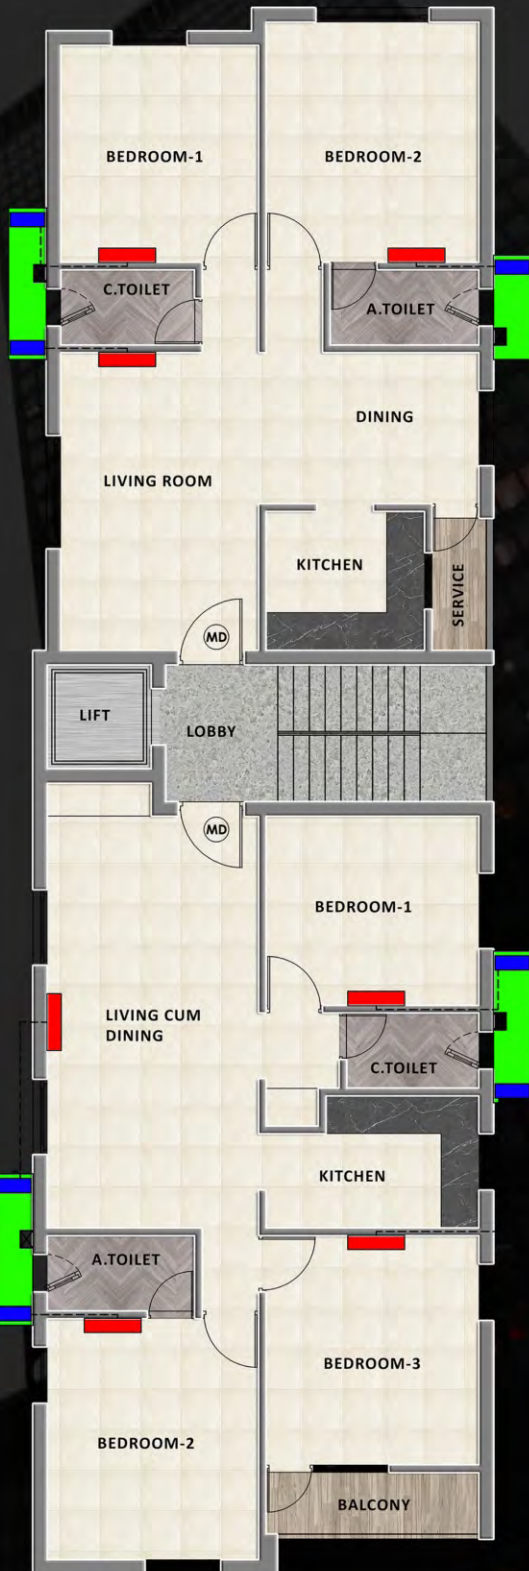 BEDROOM-1
BEDROOM-2
C.TOILET
A.TOILET
DINING
LIVING ROOM
KITCHEN
SERVICE
MD
LIFT
LOBBY
MD
BEDROOM-1
LIVING CUM
DINING
C.TOILET
KITCHEN
A.TOILET
BEDROOM-3
BEDROOM-2
BALCONY